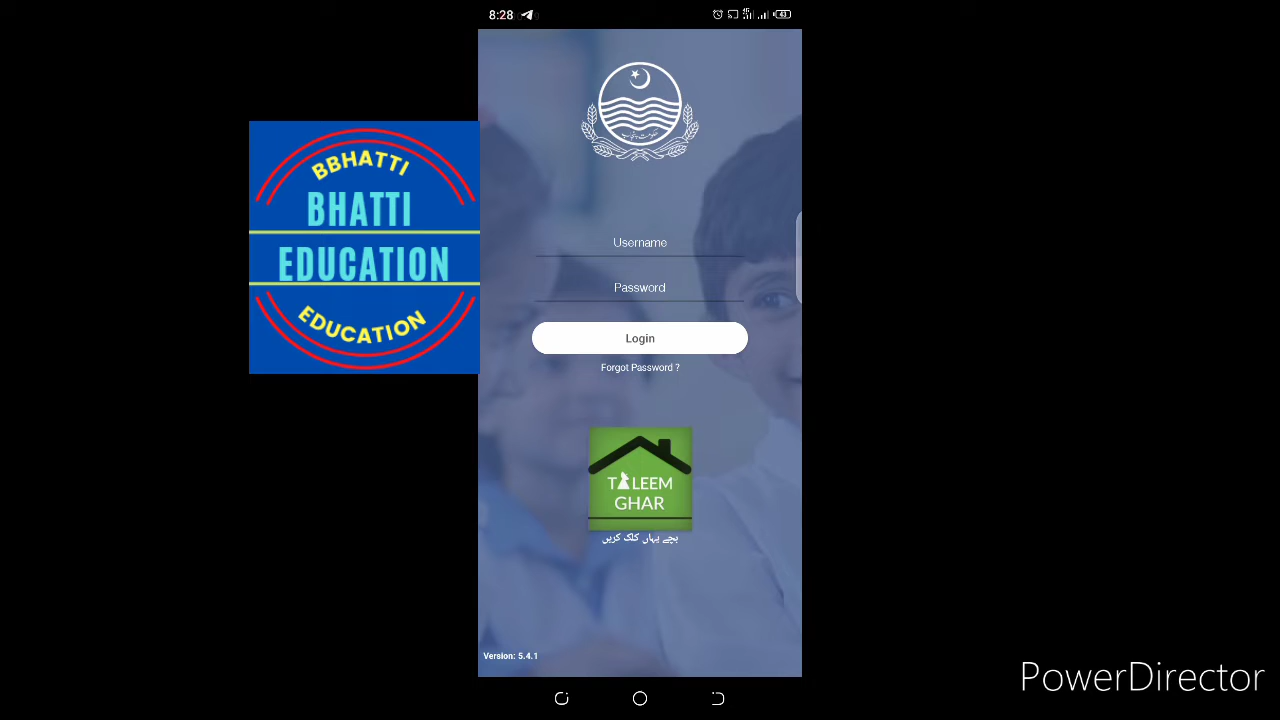 8:28
BBHATTI
BHATTI
EDUCATION
EDUCATION
Username
Password
Login
Forgot Password ?
TALEEM
GHAR
بچے یہاں کلک کریں
Version: 5.4.1
PowerDirector